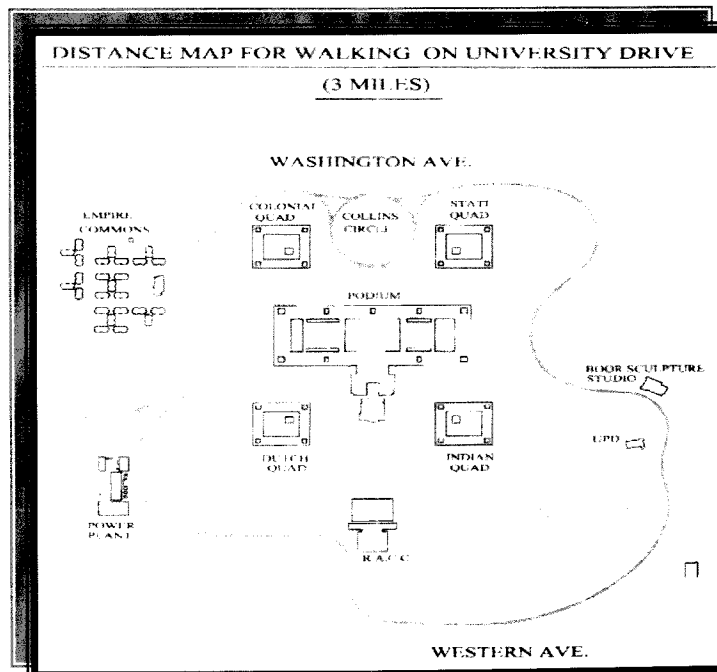 DISTANCE MAP FOR WALKING ON UNIVERSITY DRIVE
(3 MILES)
WASHINGTON AVE.
COLONIAL
QUAD
COLLINS
CIRCLE
STATE
QUAD
EMPIRE
COMMONS
PODIUM
BOOR SCULPTURE
STUDIO
UPD
DUTCH
QUAD
INDIAN
QUAD
POWER
PLANT
R.A.C.C.
WESTERN AVE.